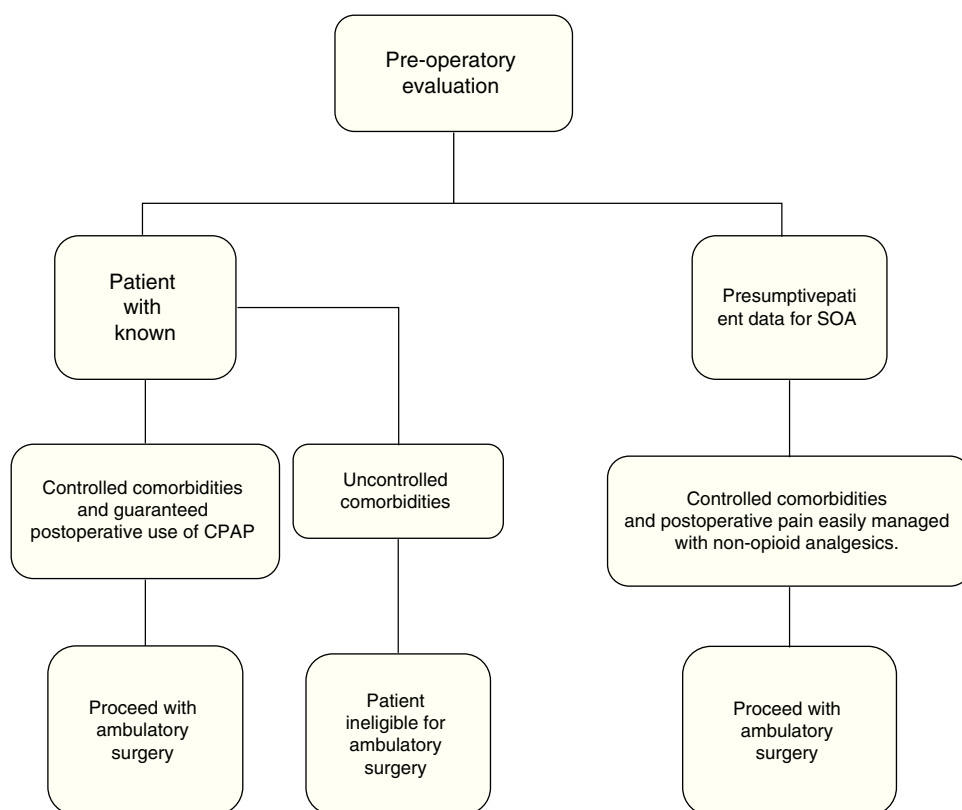 Pre-operatory
evaluation
Patient
with
known
Presumptivepati
ent data for SOA
Controlled comorbidities
and guaranteed
postoperative use of CPAP
Uncontrolled
comorbidities
Controlled comorbidities
and postoperative pain easily managed
with non-opioid analgesics.
Proceed with
ambulatory
surgery
Patient
ineligible for
ambulatory
surgery
Proceed with
ambulatory
surgery